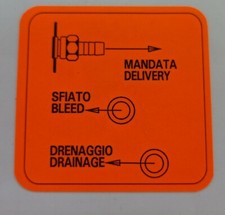 MANDATA
DELIVERY
SFIATO
BLEED
DRENAGGIO
DRAINAGE